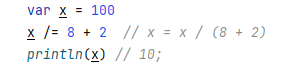 var x = 100
x /= 8 + 2  // x = x / (8 + 2)
println(x) // 10;